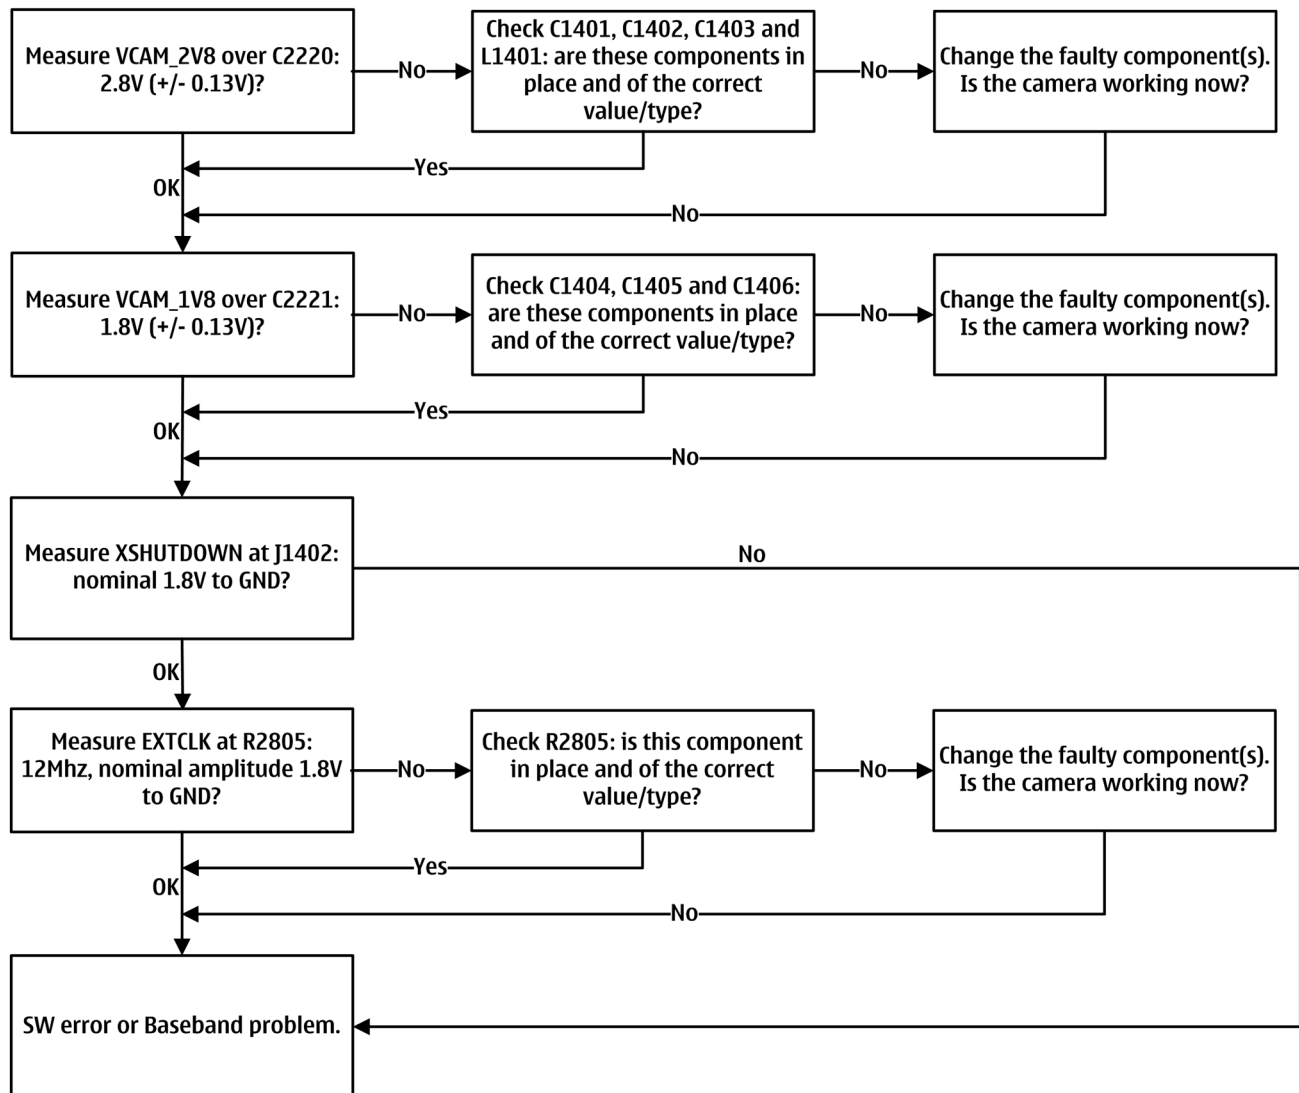 Measure VCAM_2V8 over C2220:
2.8V (+/- 0.13V)?
No
Check C1401, C1402, C1403 and
L1401: are these components in
place and of the correct
value/type?
No
Change the faulty component(s).
Is the camera working now?
Yes
OK
No
Measure VCAM_1V8 over C2221:
1.8V (+/- 0.13V)?
No
Check C1404, C1405 and C1406:
are these components in place
and of the correct value/type?
No
Change the faulty component(s).
Is the camera working now?
Yes
OK
No
Measure XSHUTDOWN at J1402:
nominal 1.8V to GND?
No
OK
Measure EXTCLK at R2805:
12Mhz, nominal amplitude 1.8V
to GND?
No
Check R2805: is this component
in place and of the correct
value/type?
No
Change the faulty component(s).
Is the camera working now?
Yes
OK
No
SW error or Baseband problem.